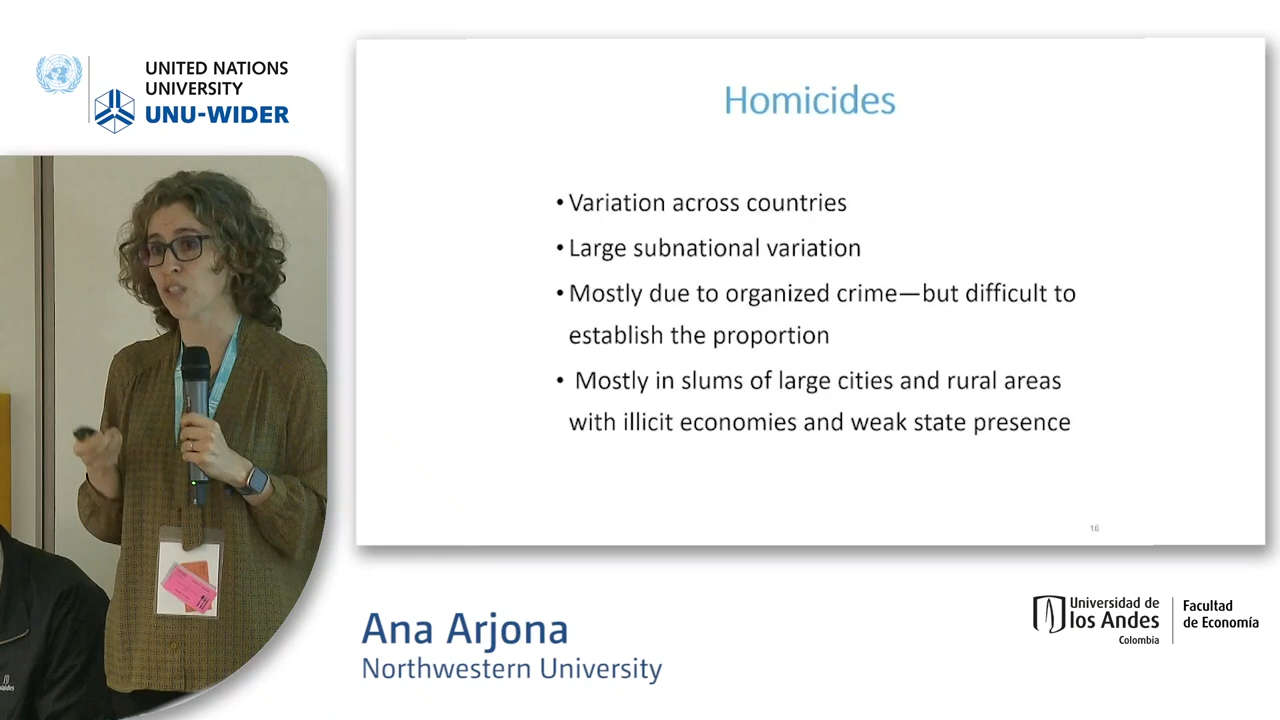 UNITED NATIONS
UNIVERSITY
UNU-WIDER
Homicides
• Variation across countries
• Large subnational variation
• Mostly due to organized crime—but difficult to
establish the proportion
• Mostly in slums of large cities and rural areas
with illicit economies and weak state presence
16
Ana Arjona
Northwestern University
Universidad de
los Andes
Colombia
Facultad
de Economía